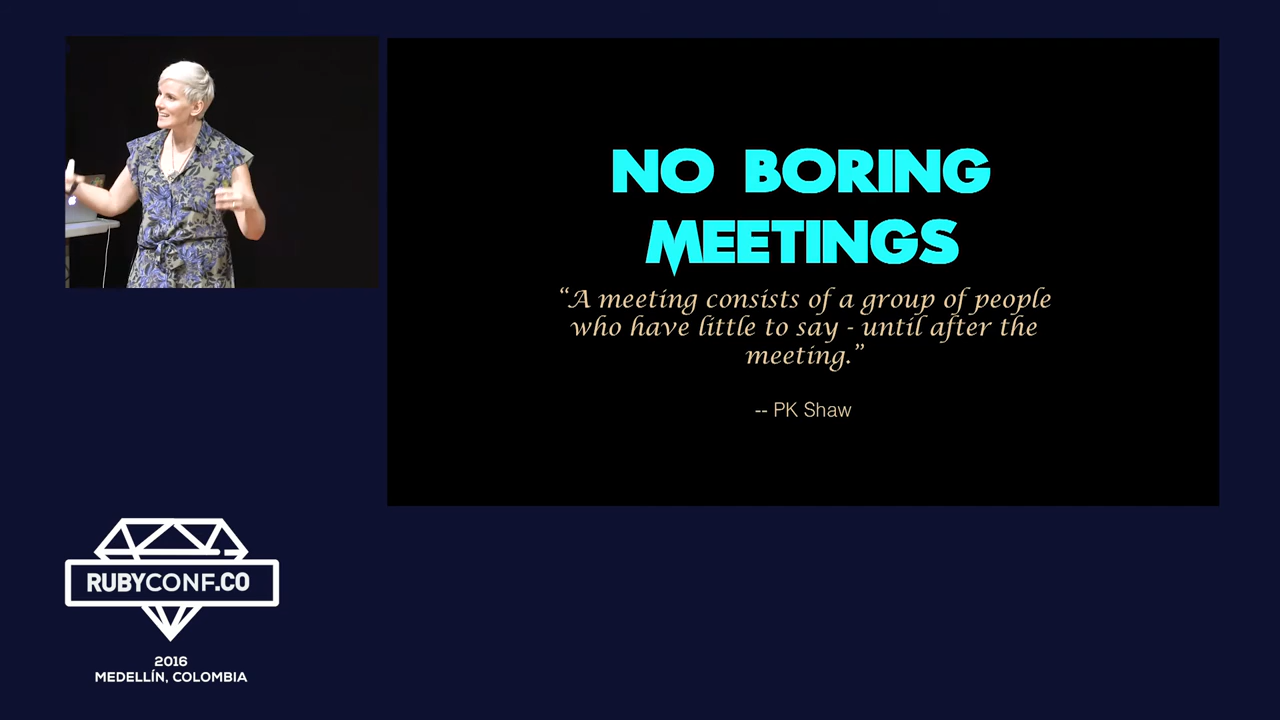 NO BORING
MEETINGS
“A meeting consists of a group of people
who have little to say - until after the
meeting.”
-- PK Shaw
RUBYCONF.CO
2016
MEDELLÍN, COLOMBIA